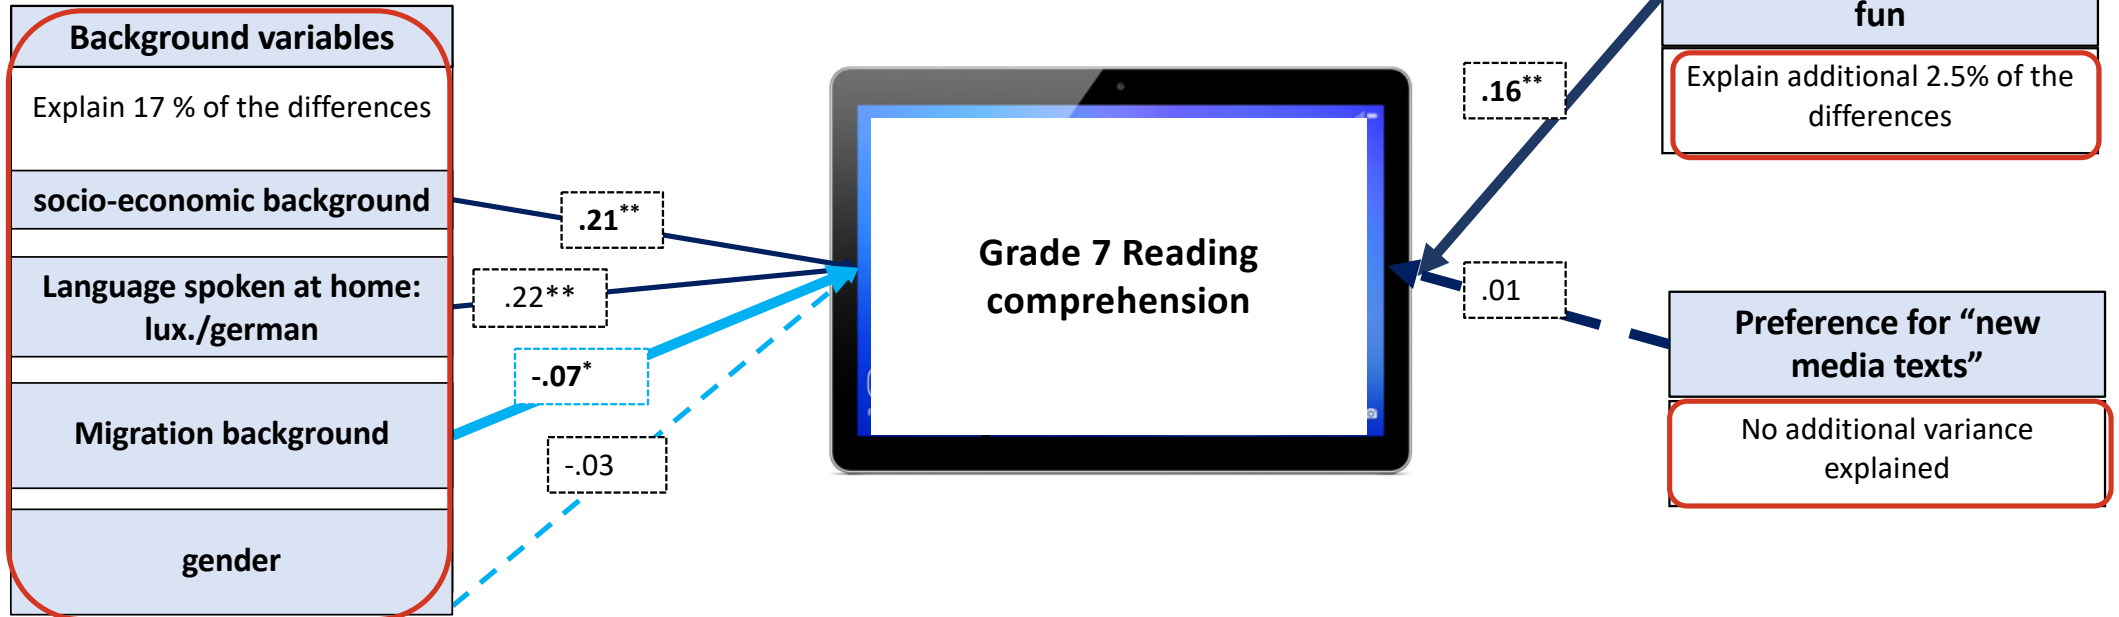 Background variables
Explain 17 % of the differences
socio-economic background
Language spoken at home:
lux./german
Migration background
gender
.21**
.22**
-.07*
-.03
Grade 7 Reading
comprehension
.16**
.01
fun
Explain additional 2.5% of the
differences
Preference for “new
media texts”
No additional variance
explained